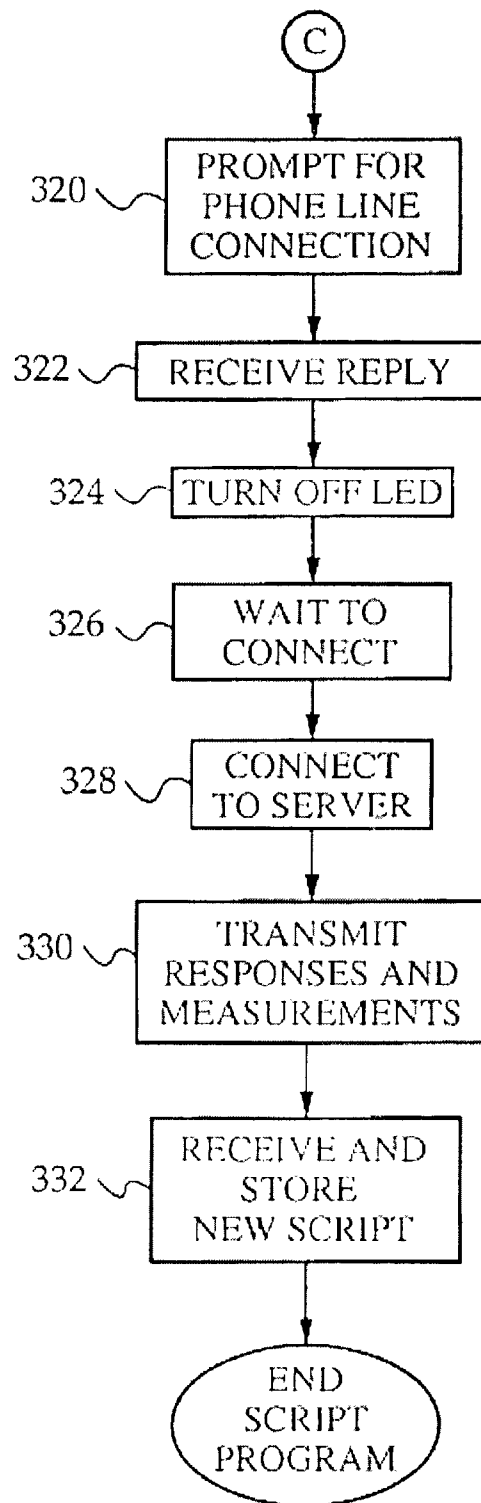 C
320
PROMPT FOR
PHONE LINE
CONNECTION
322
RECEIVE REPLY
324
TURN OFF LED
326
WAIT TO
CONNECT
328
CONNECT
TO SERVER
330
TRANSMIT
RESPONSES AND
MEASUREMENTS
332
RECEIVE AND
STORE
NEW SCRIPT
END
SCRIPT
PROGRAM